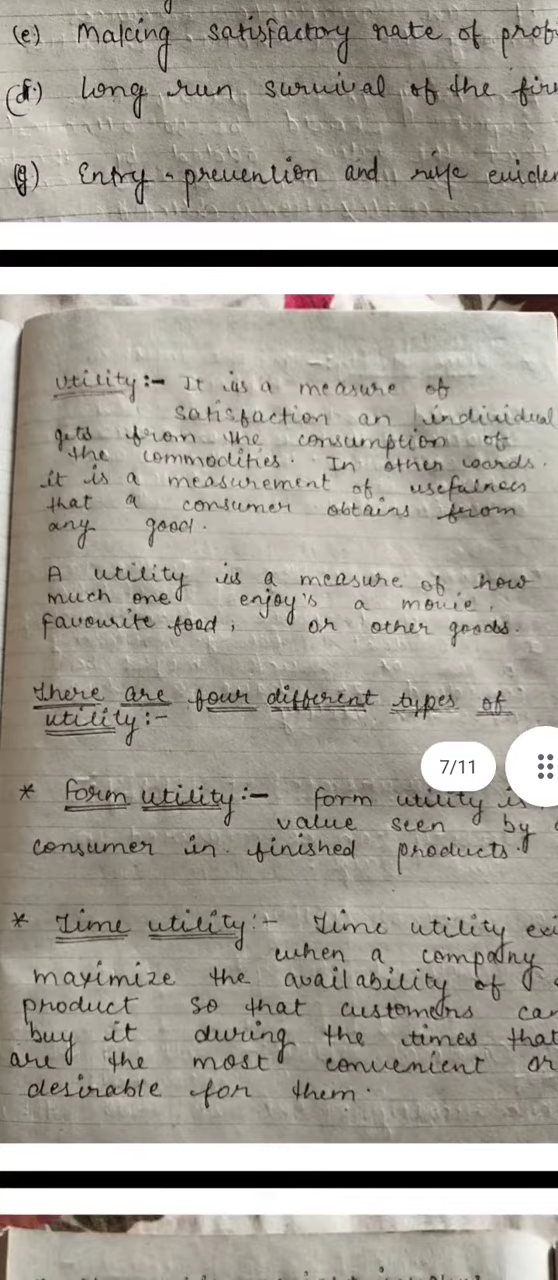 (e) Making satisfactory rate of prof
(f) long run survival of the fir
(g) Entry-prevention and eviden
Utility:- It is a measure of
satisfaction an individual
gets from the consumption of
the commodities. In other words.
it is a measurement of usefulness
that a consumer obtains from
any good.
A utility is a measure of how
much one enjoy's a movie,
favourite food, or other goods.
There are four different types of
utility:-
7/11
* Form utility:- form utility is
value seen by
consumer in finished products.
* Time utility:- Time utility exi
when a company
maximize the availability of
product so that customers can
buy it during the times that
are the most convenient or
desirable for them.